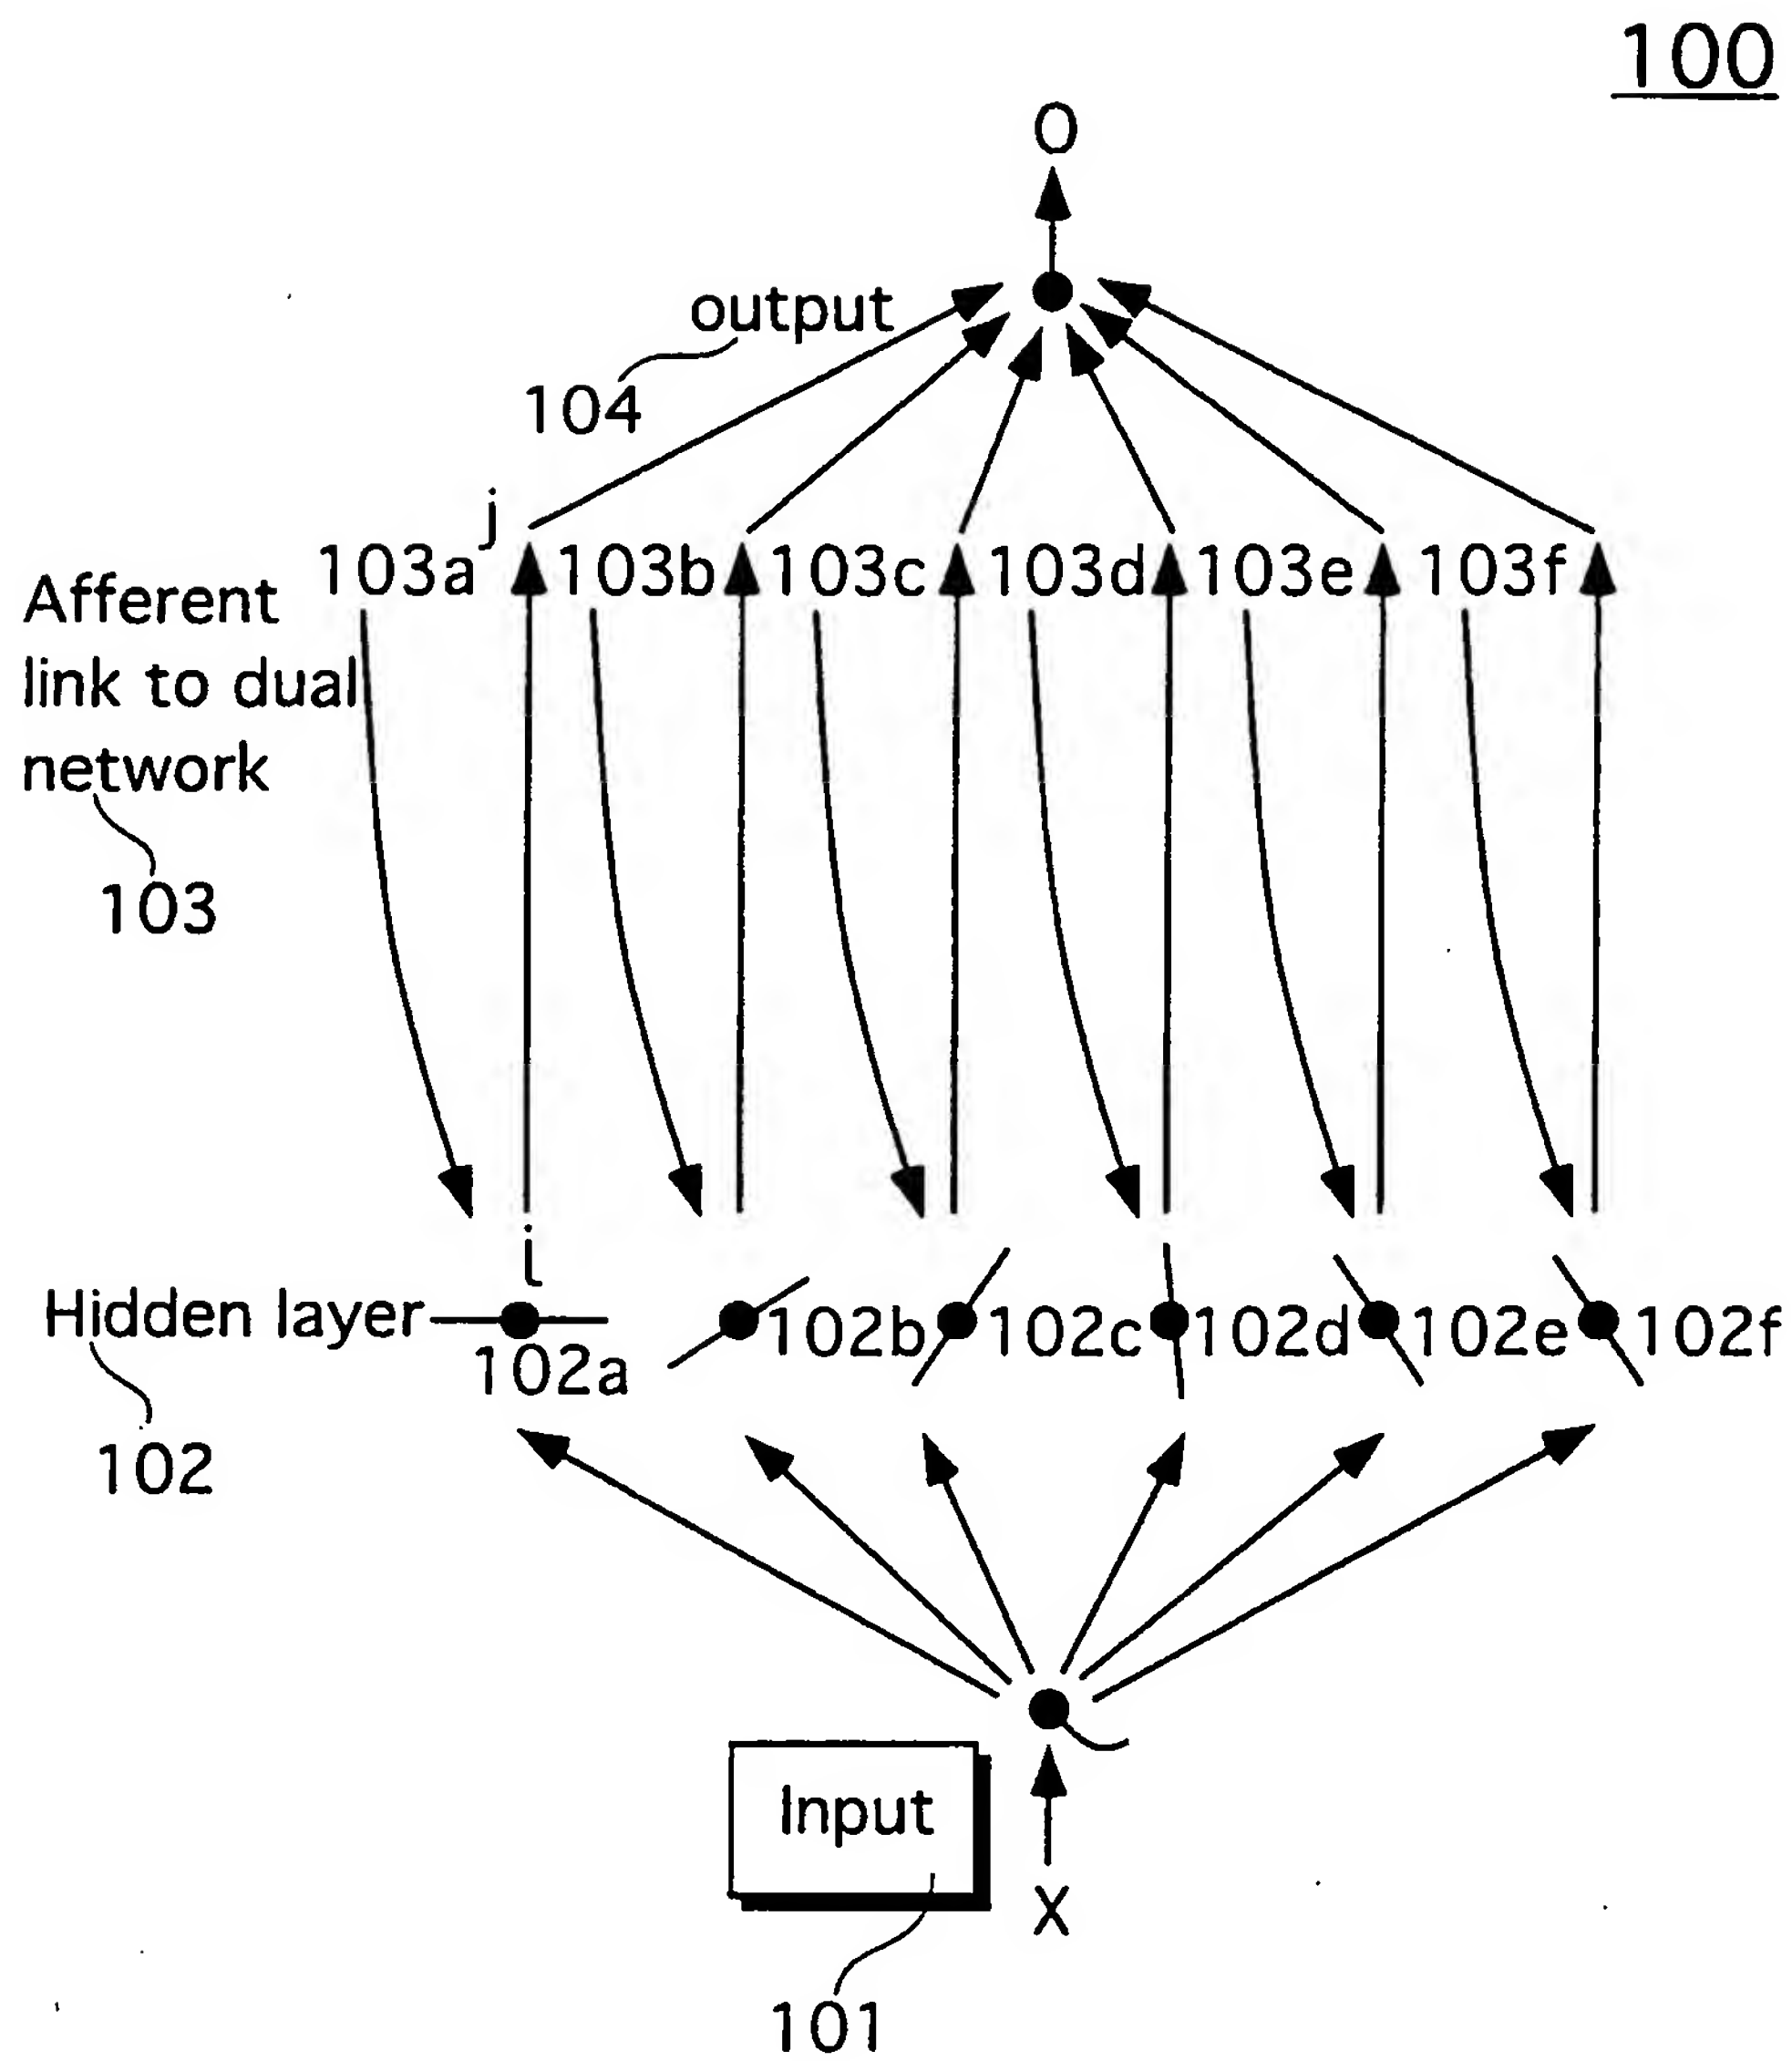 100
O
output
104
j
103a 103b 103c 103d 103e 103f
Afferent
link to dual
network
103
i
Hidden layer
102a 102b 102c 102d 102e 102f
102
Input
X
101